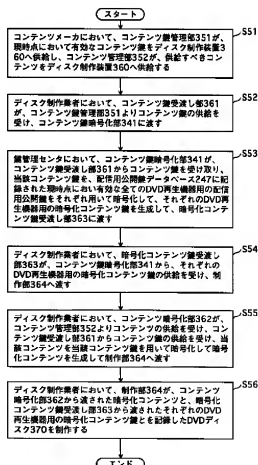 スタート
S51
コンテンツメーカにおいて、コンテンツ鍵管理部351が、
現時点において有効なコンテンツ鍵をディスク制作装置3
60へ供給し、コンテンツ管理部352が、供給すべきコン
テンツをディスク制作装置360へ供給する
S52
ディスク制作業者において、コンテンツ鍵受渡し部361
が、コンテンツ鍵管理部351よりコンテンツ鍵の供給を
受け、コンテンツ鍵暗号化部341に渡す
S53
鍵管理センタにおいて、コンテンツ鍵暗号化部341が、
コンテンツ鍵受渡し部361からコンテンツ鍵を受け取り、
当該コンテンツ鍵を、配信用公開鍵データベース247に記
録された現時点において有効な全てのDVD再生機器用の配信
用公開鍵をそれぞれ用いて暗号化して、それぞれのDVD再
生機器用の暗号化コンテンツ鍵を生成して、暗号化コンテ
ンツ鍵受渡し部363に渡す
S54
ディスク制作業者において、暗号化コンテンツ鍵受渡し
部363が、コンテンツ鍵暗号化部341から、それぞれの
DVD再生機器用の暗号化コンテンツ鍵の供給を受け、制
作部364へ渡す
S55
ディスク制作業者において、コンテンツ暗号化部362が、コ
ンテンツ管理部352よりコンテンツの供給を受け、コンテン
ツ鍵受渡し部361からコンテンツ鍵の供給を受け、当
該コンテンツを当該コンテンツ鍵を用いて暗号化して暗号
化コンテンツを生成して制作部364へ渡す
S56
ディスク制作業者において、制作部364が、コンテンツ
暗号化部362から渡された暗号化コンテンツと、暗号化
コンテンツ鍵受渡し部363から渡されたそれぞれのDVD
再生機器用の暗号化コンテンツ鍵とを記録したDVDディ
スク370を制作する
エンド